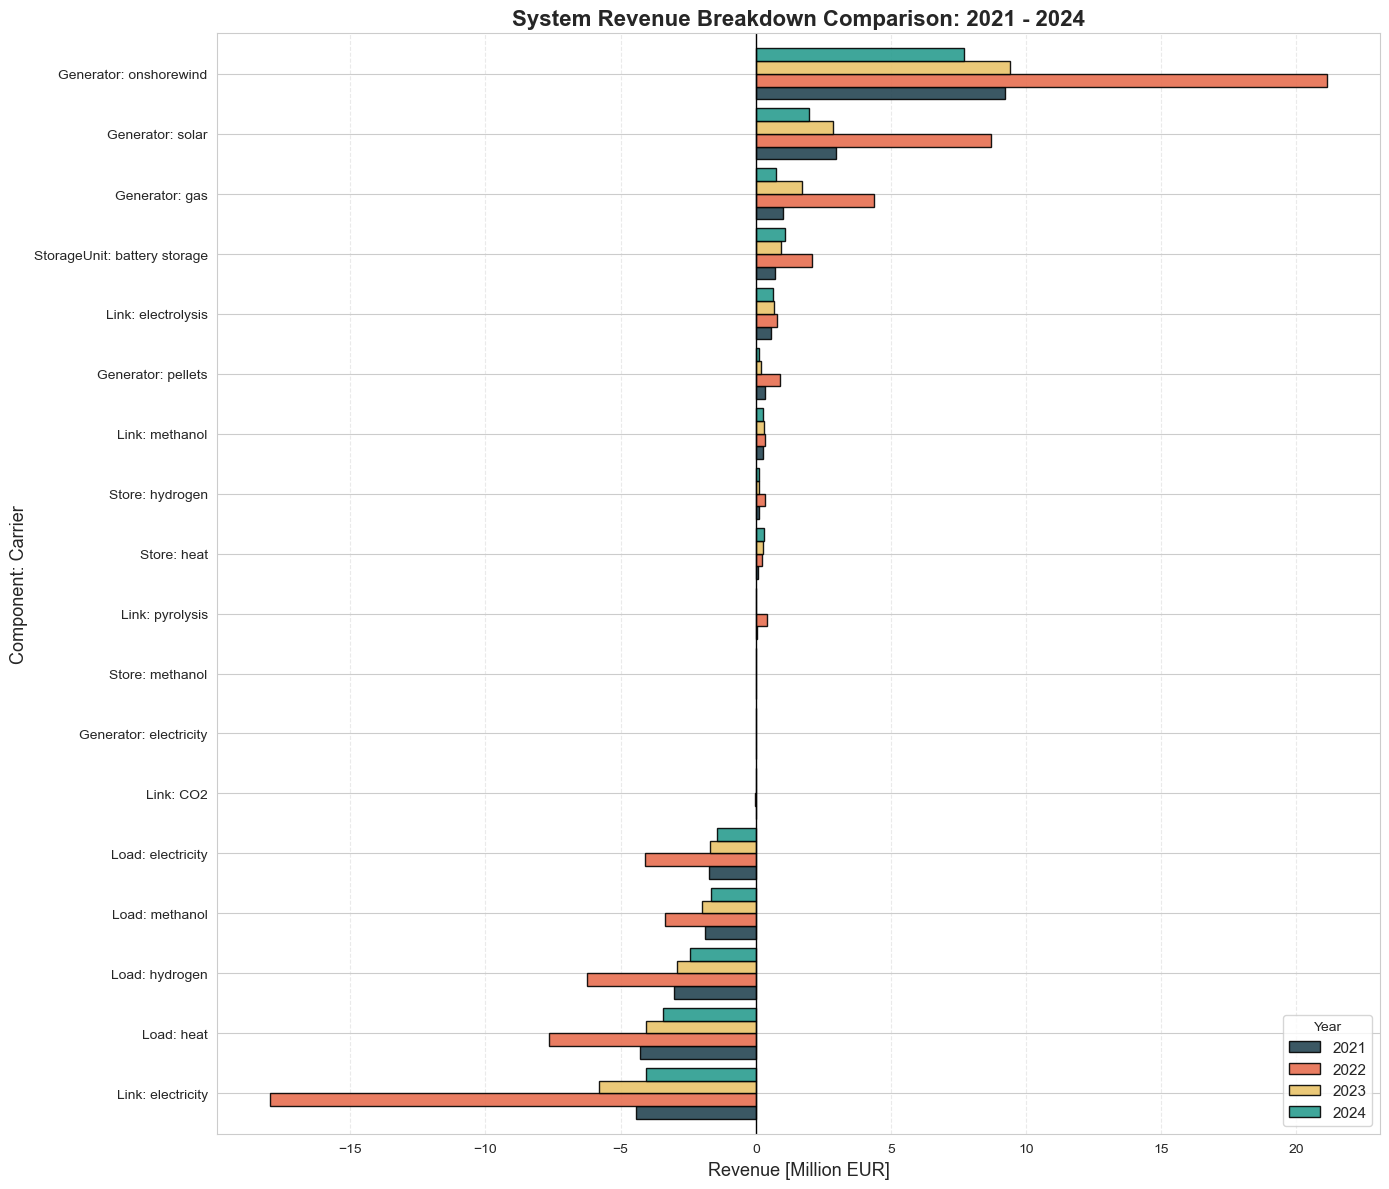 System Revenue Breakdown Comparison: 2021 - 2024
Component: Carrier
Generator: onshorewind
Generator: solar
Generator: gas
StorageUnit: battery storage
Link: electrolysis
Generator: pellets
Link: methanol
Store: hydrogen
Store: heat
Link: pyrolysis
Store: methanol
Generator: electricity
Link: CO2
Load: electricity
Load: methanol
Load: hydrogen
Load: heat
Link: electricity
Year
2021
2022
2023
2024
−15 −10 −5 0 5 10 15 20
Revenue [Million EUR]